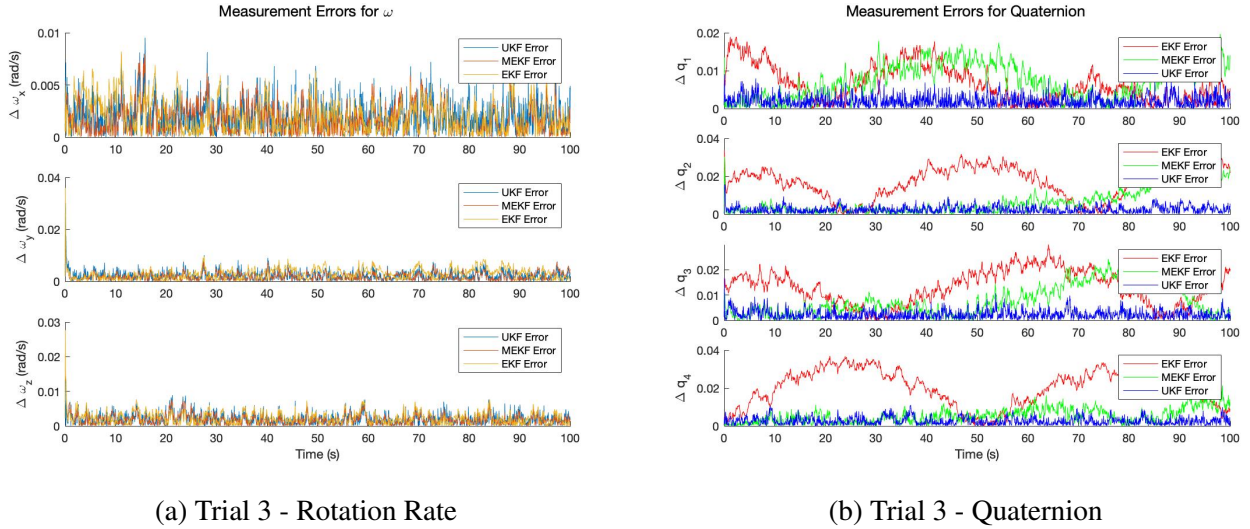 Measurement Errors for ω
Δ ω_x (rad/s)
0.01
0.005
0
UKF Error
MEKF Error
EKF Error
0 10 20 30 40 50 60 70 80 90 100
Δ ω_y (rad/s)
0.04
0.02
0
UKF Error
MEKF Error
EKF Error
0 10 20 30 40 50 60 70 80 90 100
Δ ω_z (rad/s)
0.03
0.02
0.01
0
UKF Error
MEKF Error
EKF Error
0 10 20 30 40 50 60 70 80 90 100
Time (s)
(a) Trial 3 - Rotation Rate
Measurement Errors for Quaternion
Δ q_1
0.02
0.01
0
EKF Error
MEKF Error
UKF Error
0 10 20 30 40 50 60 70 80 90 100
Δ q_2
0.04
0.02
0
EKF Error
MEKF Error
UKF Error
0 10 20 30 40 50 60 70 80 90 100
Δ q_3
0.02
0.01
0
EKF Error
MEKF Error
UKF Error
0 10 20 30 40 50 60 70 80 90 100
Δ q_4
0.04
0.02
0
EKF Error
MEKF Error
UKF Error
0 10 20 30 40 50 60 70 80 90 100
Time (s)
(b) Trial 3 - Quaternion